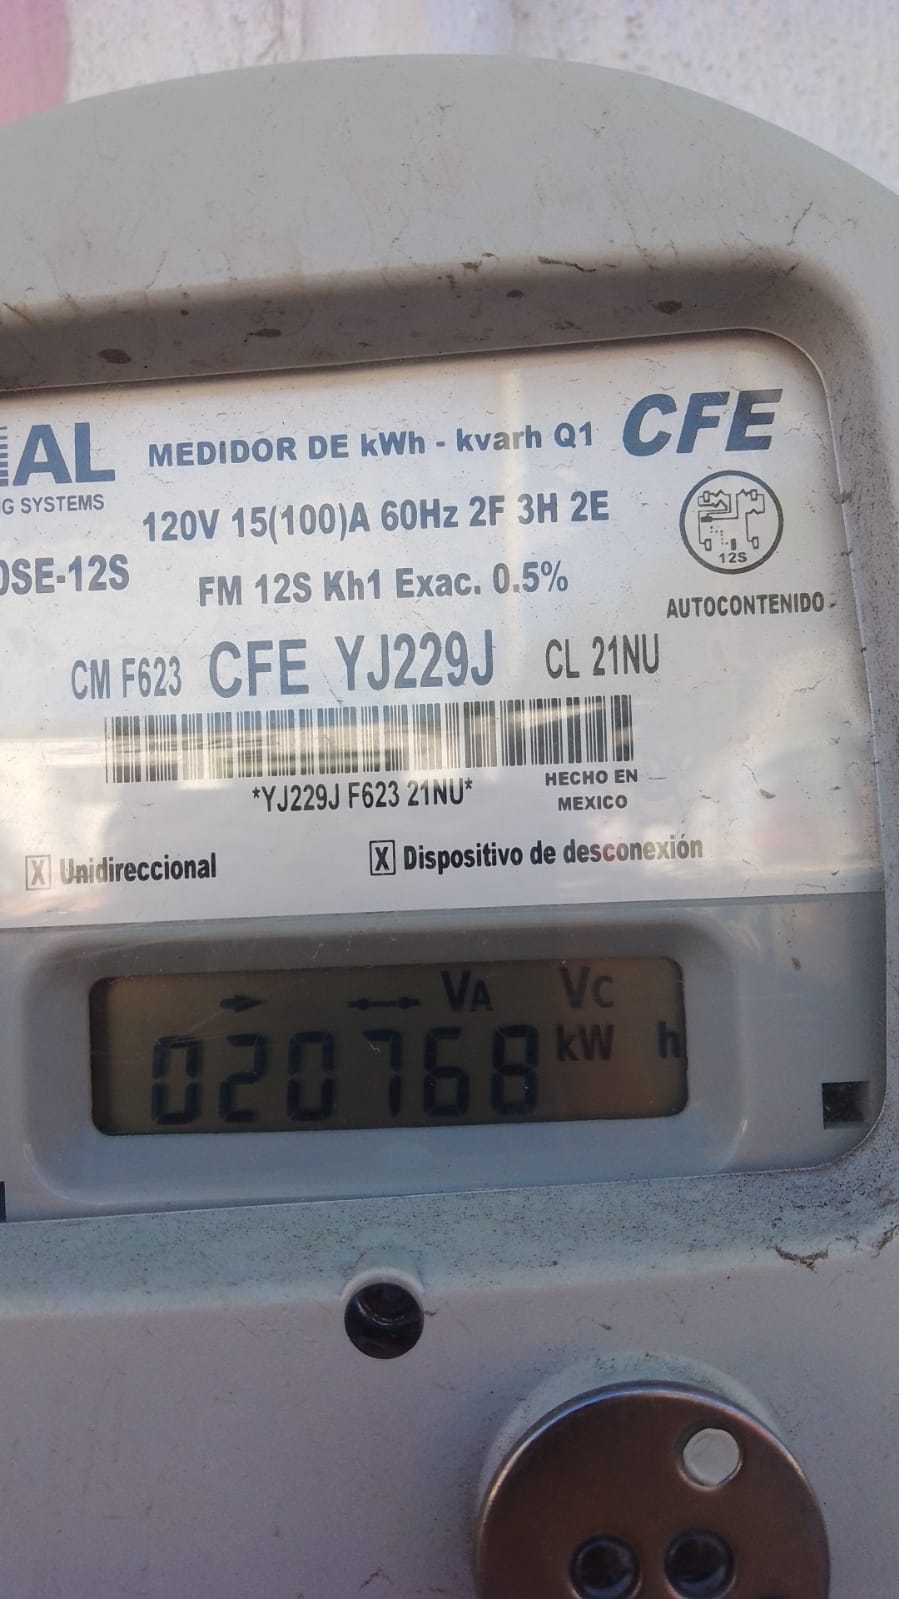 EAL
MEDIDOR DE kWh - kvarh Q1
CFE
G SYSTEMS
120V 15(100)A 60Hz 2F 3H 2E
12S
0SE-12S
FM 12S Kh1 Exac. 0.5%
AUTOCONTENIDO
CM F623 CFE YJ229J CL 21NU
*YJ229J F623 21NU*
HECHO EN
MEXICO
X Unidireccional
X Dispositivo de desconexión
VA VC
020768 kW h